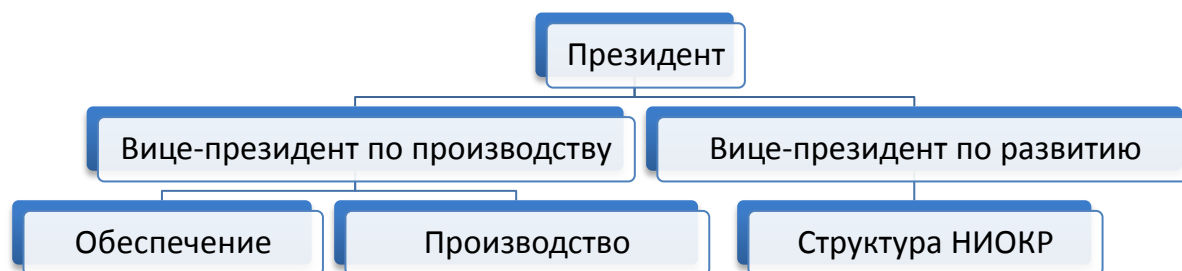 Президент
Вице-президент по производству
Вице-президент по развитию
Обеспечение
Производство
Структура НИОКР